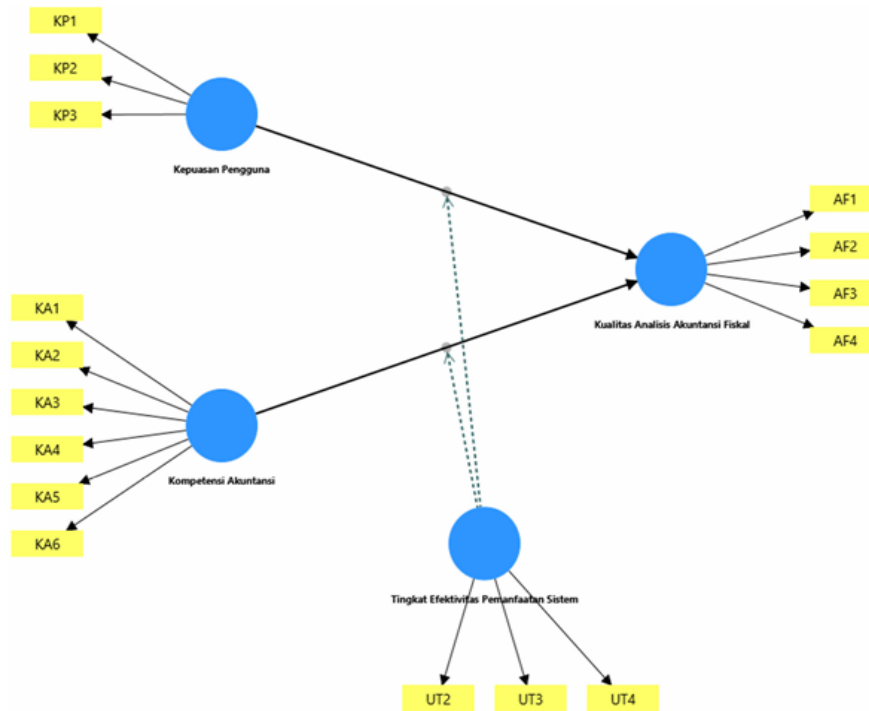 KP1
KP2
KP3
Kepuasan Pengguna
AF1
AF2
AF3
AF4
Kualitas Analisis Akuntansi Fiskal
KA1
KA2
KA3
KA4
KA5
KA6
Kompetensi Akuntansi
Tingkat Efektivitas Pemanfaatan Sistem
UT2
UT3
UT4